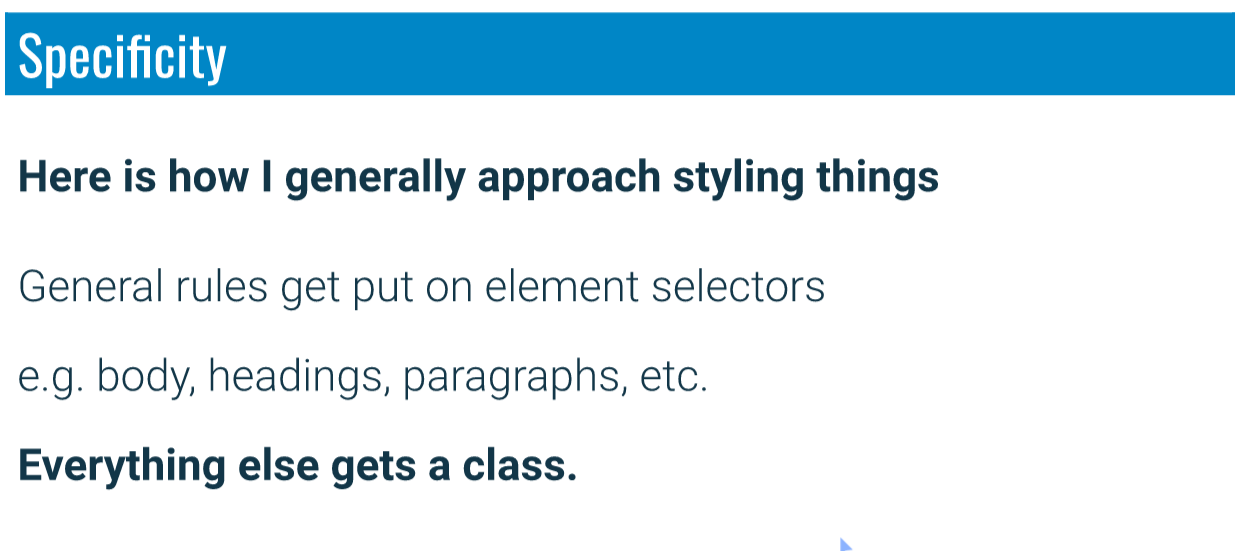 Specificity
Here is how I generally approach styling things
General rules get put on element selectors
e.g. body, headings, paragraphs, etc.
Everything else gets a class.